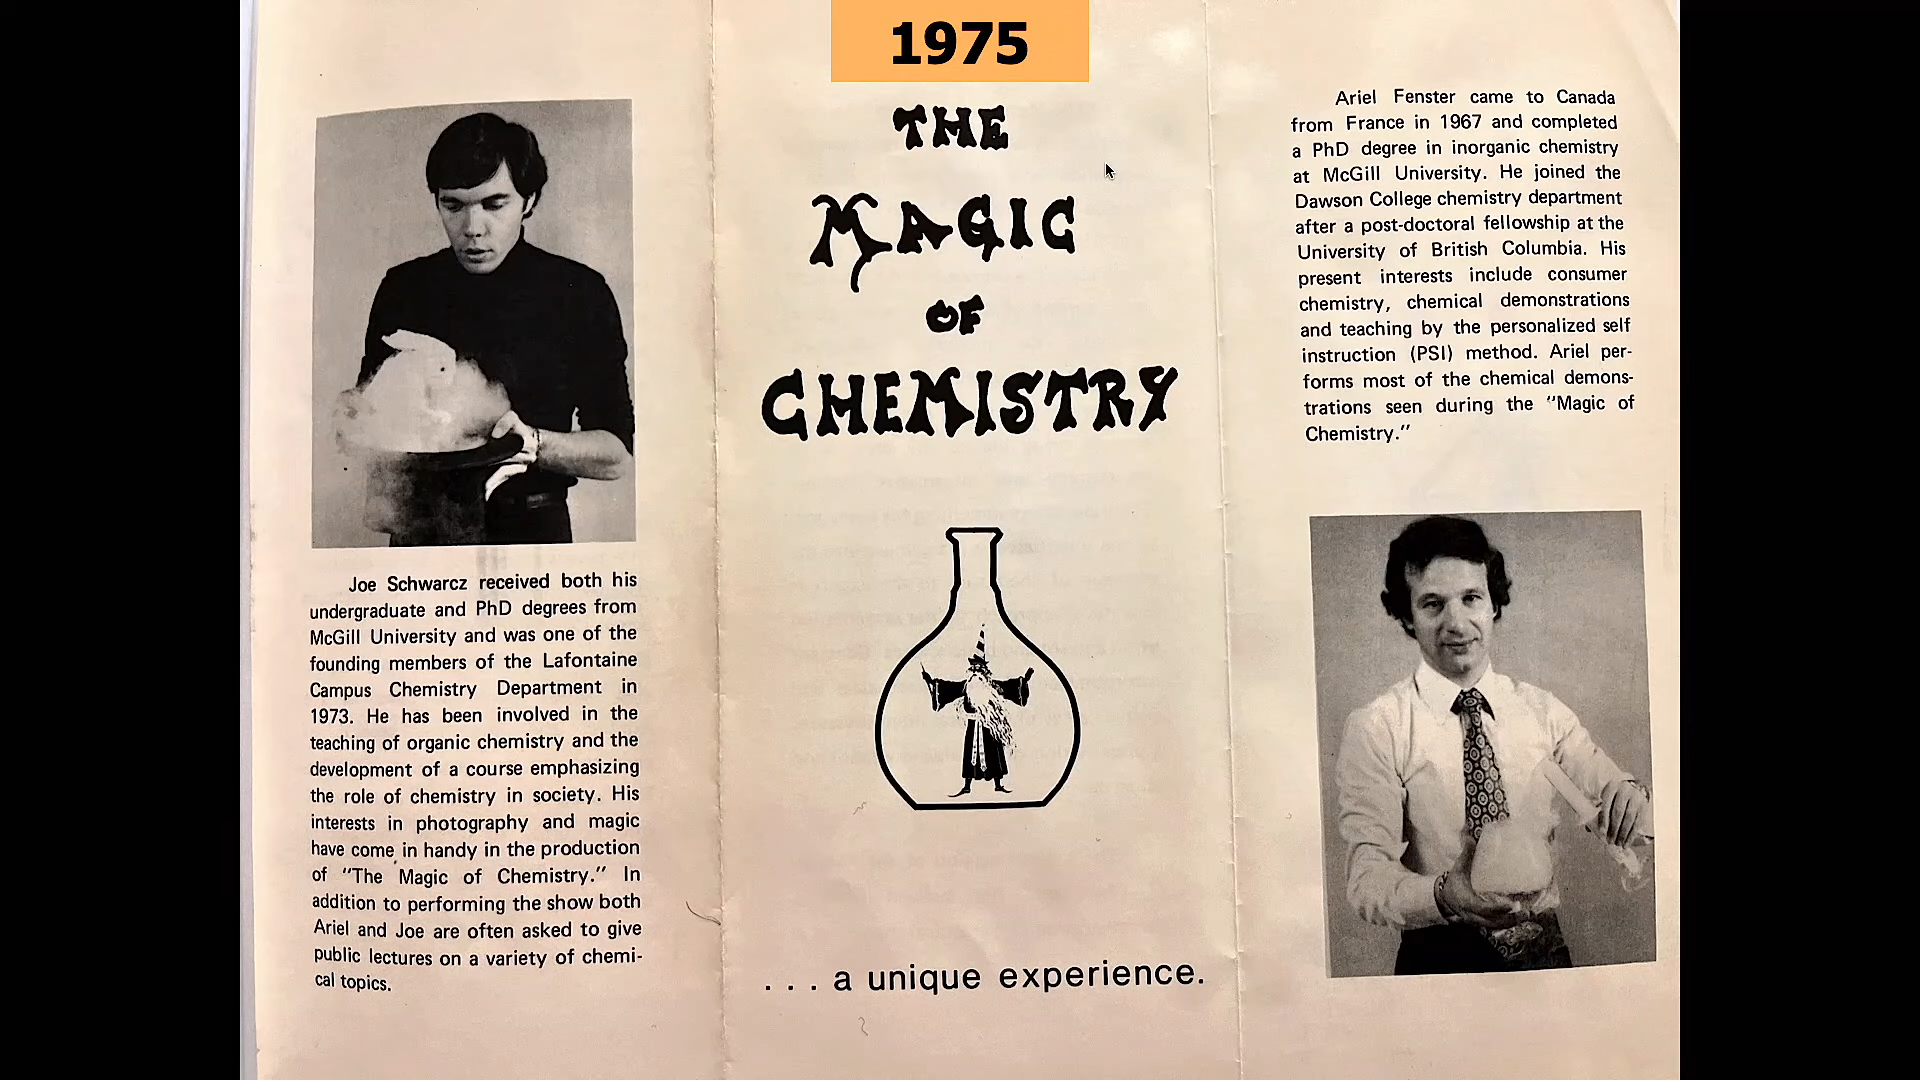 1975
THE
MAGIC
OF
CHEMISTRY
. . . a unique experience.
Joe Schwarcz received both his
undergraduate and PhD degrees from
McGill University and was one of the
founding members of the Lafontaine
Campus Chemistry Department in
1973. He has been involved in the
teaching of organic chemistry and the
development of a course emphasizing
the role of chemistry in society. His
interests in photography and magic
have come in handy in the production
of "The Magic of Chemistry." In
addition to performing the show both
Ariel and Joe are often asked to give
public lectures on a variety of chemi-
cal topics.
Ariel Fenster came to Canada
from France in 1967 and completed
a PhD degree in inorganic chemistry
at McGill University. He joined the
Dawson College chemistry department
after a post-doctoral fellowship at the
University of British Columbia. His
present interests include consumer
chemistry, chemical demonstrations
and teaching by the personalized self
instruction (PSI) method. Ariel per-
forms most of the chemical demons-
trations seen during the "Magic of
Chemistry."